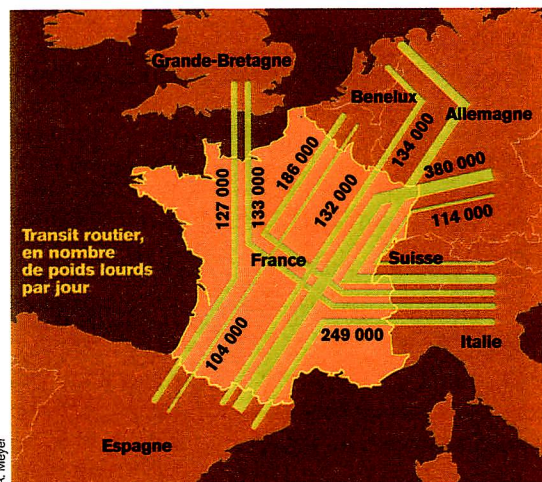 Grande-Bretagne
Benelux
Allemagne
127 000
133 000
186 000
132 000
134 000
380 000
114 000
Transit routier,
en nombre
de poids lourds
par jour
France
Suisse
104 000
249 000
Italie
Espagne
Meyer